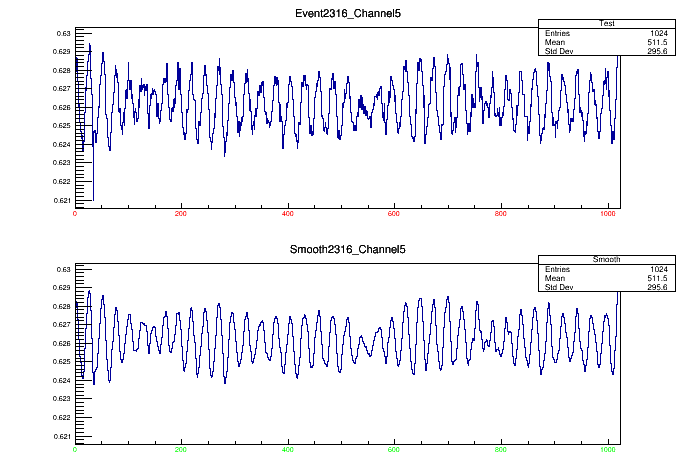 Event2316_Channel5
Test
Entries 1024
Mean 511.5
Std Dev 295.6
0.63
0.629
0.628
0.627
0.626
0.625
0.624
0.623
0.622
0.621
0 200 400 600 800 1000
Smooth2316_Channel5
Smooth
Entries 1024
Mean 511.5
Std Dev 295.6
0.63
0.629
0.628
0.627
0.626
0.625
0.624
0.623
0.622
0.621
0 200 400 600 800 1000